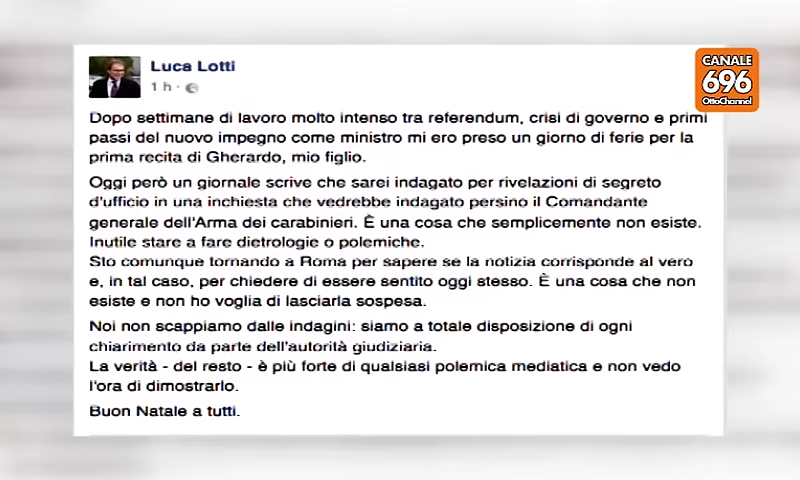 Luca Lotti
1 h ·
CANALE
696
OttoChannel
Dopo settimane di lavoro molto intenso tra referendum, crisi di governo e primi
passi del nuovo impegno come ministro mi ero preso un giorno di ferie per la
prima recita di Gherardo, mio figlio.
Oggi però un giornale scrive che sarei indagato per rivelazioni di segreto
d'ufficio in una inchiesta che vedrebbe indagato persino il Comandante
generale dell'Arma dei carabinieri. È una cosa che semplicemente non esiste.
Inutile stare a fare dietrologie o polemiche.
Sto comunque tornando a Roma per sapere se la notizia corrisponde al vero
e, in tal caso, per chiedere di essere sentito oggi stesso. È una cosa che non
esiste e non ho voglia di lasciarla sospesa.
Noi non scappiamo dalle indagini: siamo a totale disposizione di ogni
chiarimento da parte dell'autorità giudiziaria.
La verità - del resto - è più forte di qualsiasi polemica mediatica e non vedo
l'ora di dimostrarlo.
Buon Natale a tutti.